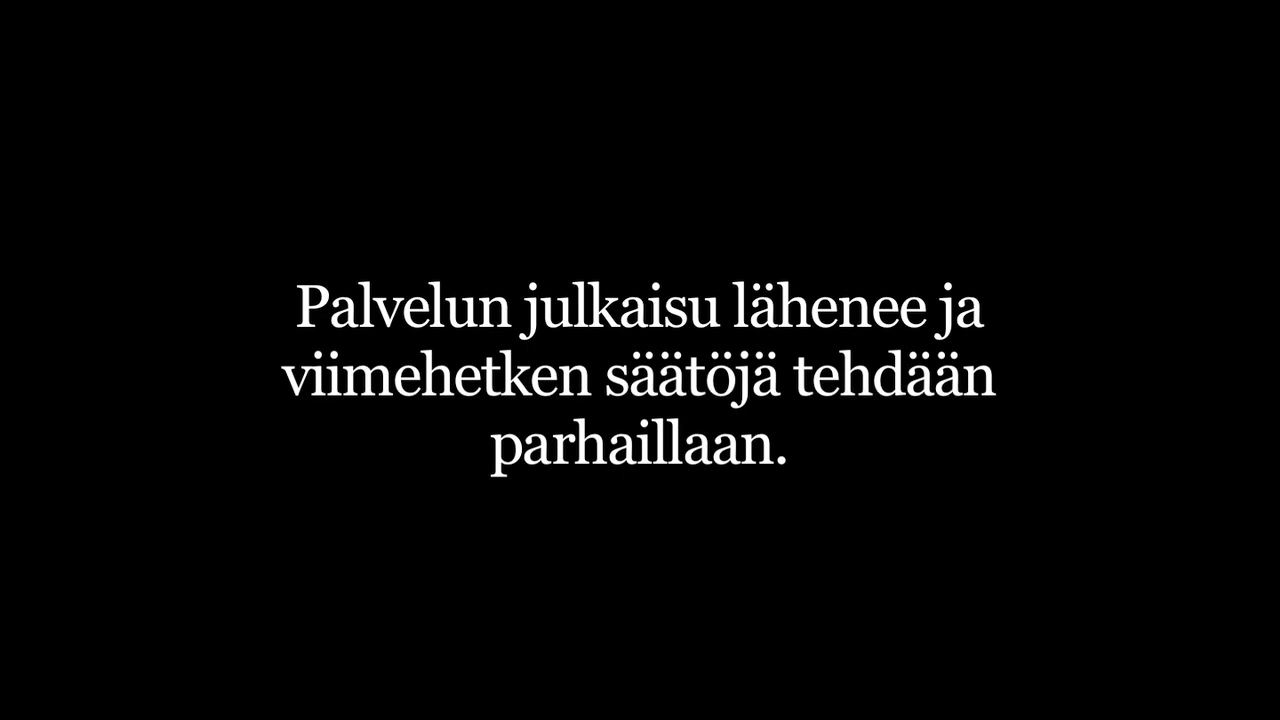 Palvelun julkaisu lähenee ja
viimehetken säätöjä tehdään
parhaillaan.